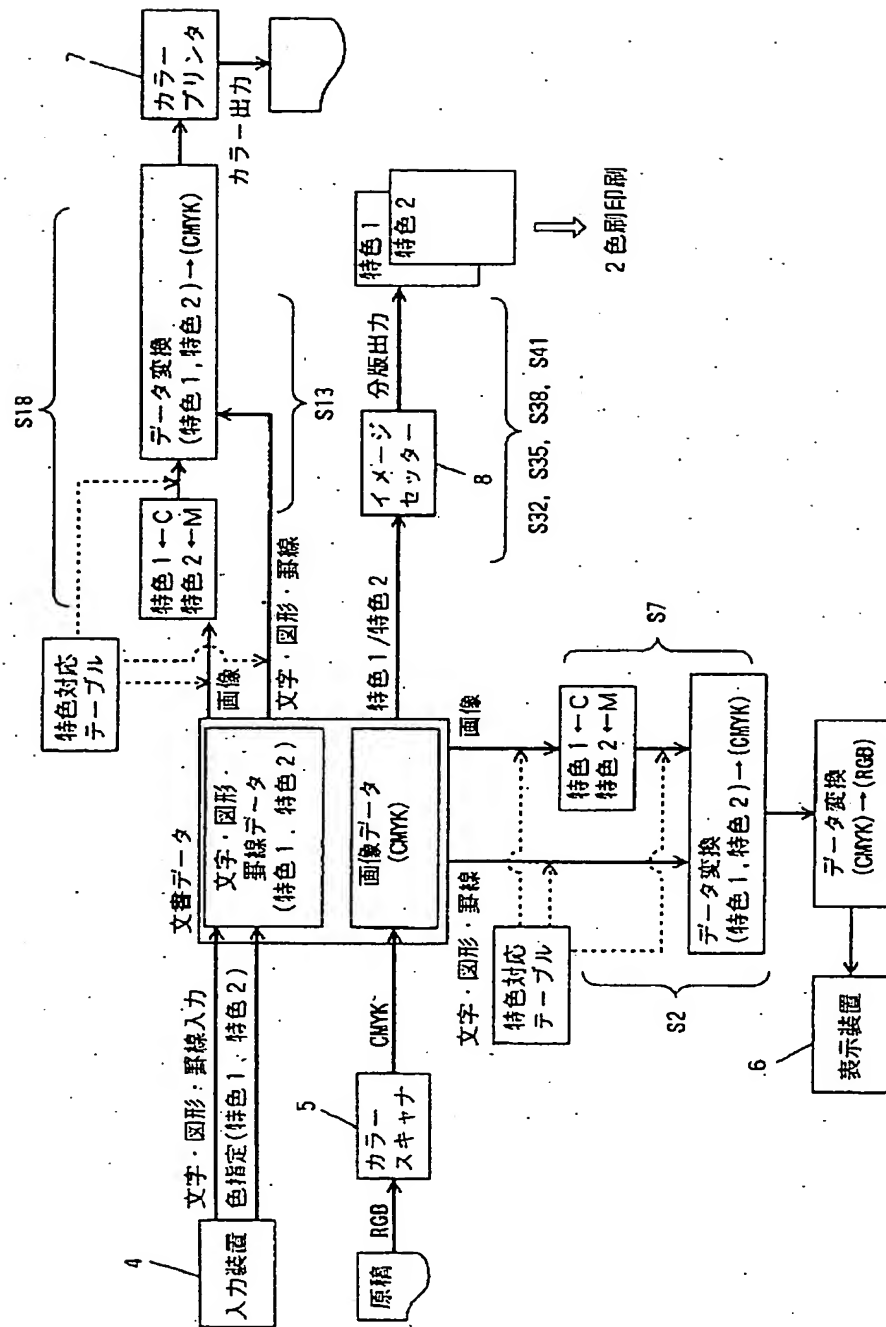 4
入力装置
文字・図形・罫線入力
色指定(特色1、特色2)
原稿
RGB
5
カラー
スキャナ
CMYK
文書データ
文字・図形・
罫線データ
(特色1、特色2)
画像データ
(CMYK)
特色対応
テーブル
画像
文字・図形・罫線
S18
特色1←C
特色2←M
データ変換
(特色1,特色2)→(CMYK)
S13
7
カラー
プリンタ
カラー出力
特色1/特色2
イメージ
セッター
8
分版出力
S32, S35, S38, S41
特色1
特色2
2色刷印刷
文字・図形・罫線
画像
特色対応
テーブル
S7
特色1←C
特色2←M
S2
データ変換
(特色1,特色2)→(CMYK)
データ変換
(CMYK)→(RGB)
6
表示装置